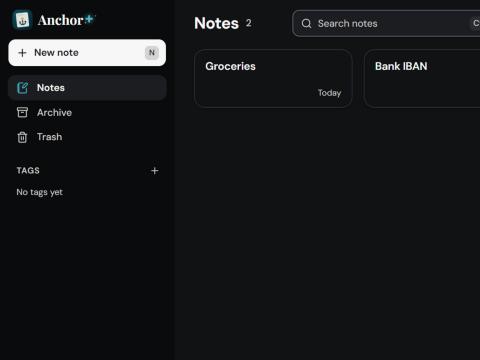 Anchor
New note N
Notes
Archive
Trash
TAGS
No tags yet
Notes 2
Search notes C
Groceries
Today
Bank IBAN